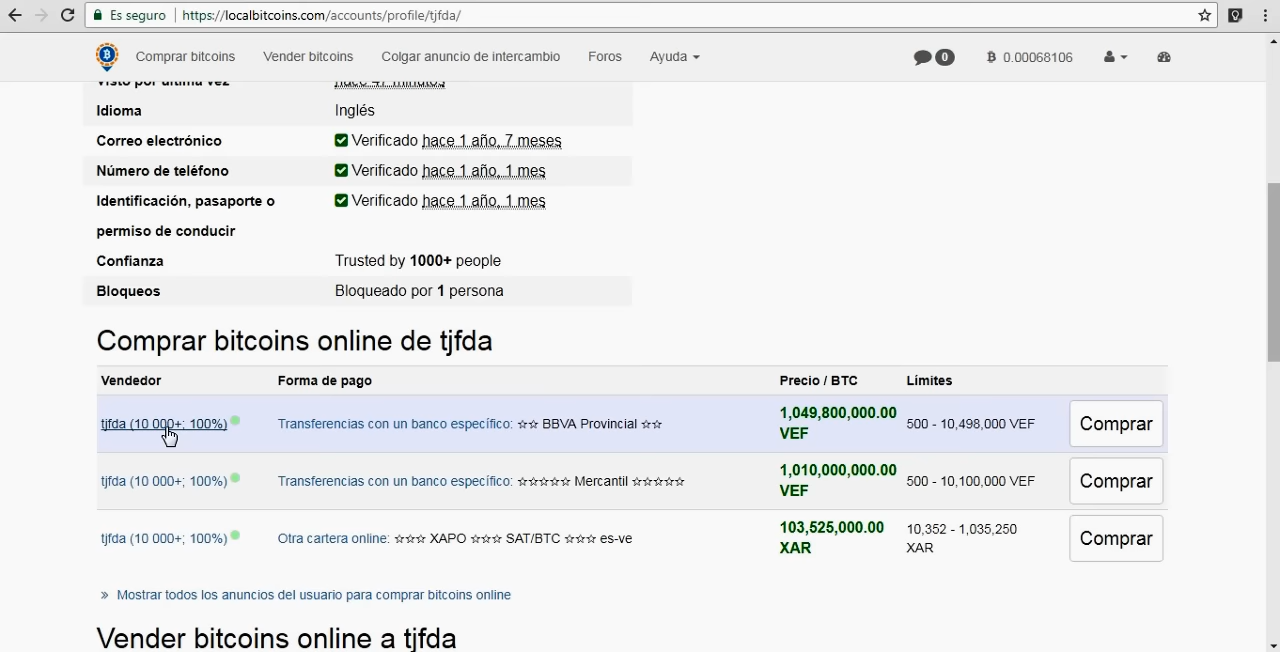 Es seguro | https://localbitcoins.com/accounts/profile/tjfda/
Comprar bitcoins Vender bitcoins Colgar anuncio de intercambio Foros Ayuda 0 0.00068106
Visto por última vez hace 47 minutos
Idioma Inglés
Correo electrónico Verificado hace 1 año, 7 meses
Número de teléfono Verificado hace 1 año, 1 mes
Identificación, pasaporte o Verificado hace 1 año, 1 mes
permiso de conducir
Confianza Trusted by 1000+ people
Bloqueos Bloqueado por 1 persona
Comprar bitcoins online de tjfda
Vendedor Forma de pago Precio / BTC Límites
tjfda (10 000+; 100%) Transferencias con un banco específico: ☆☆ BBVA Provincial ☆☆ 1,049,800,000.00 500 - 10,498,000 VEF Comprar
VEF
tjfda (10 000+; 100%) Transferencias con un banco específico: ☆☆☆☆☆ Mercantil ☆☆☆☆☆ 1,010,000,000.00 500 - 10,100,000 VEF Comprar
VEF
tjfda (10 000+; 100%) Otra cartera online: ☆☆☆ XAPO ☆☆☆ SAT/BTC ☆☆☆ es-ve 103,525,000.00 10,352 - 1,035,250 Comprar
XAR XAR
» Mostrar todos los anuncios del usuario para comprar bitcoins online
Vender bitcoins online a tjfda